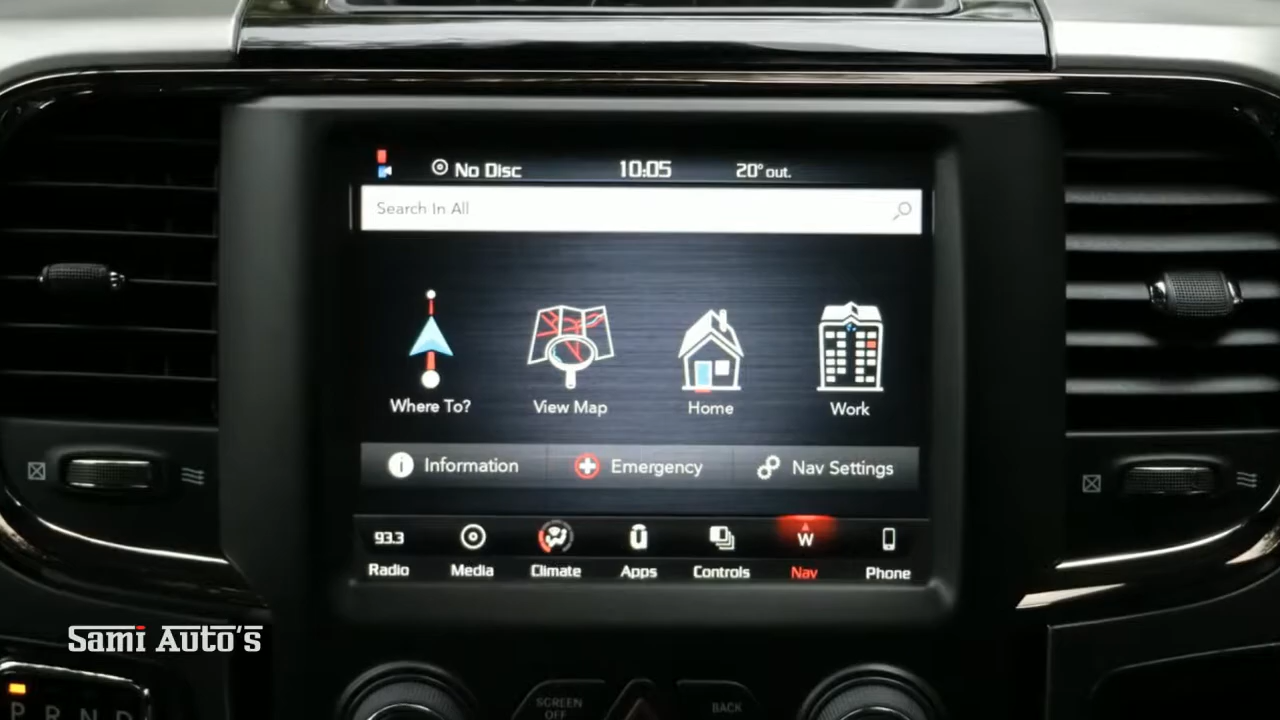 No Disc 10:05 20° out.
Search In All
Where To? View Map Home Work
Information Emergency Nav Settings
93.3 W
Radio Media Climate Apps Controls Nav Phone
Sami Auto's
SCREEN OFF BACK
P R N D